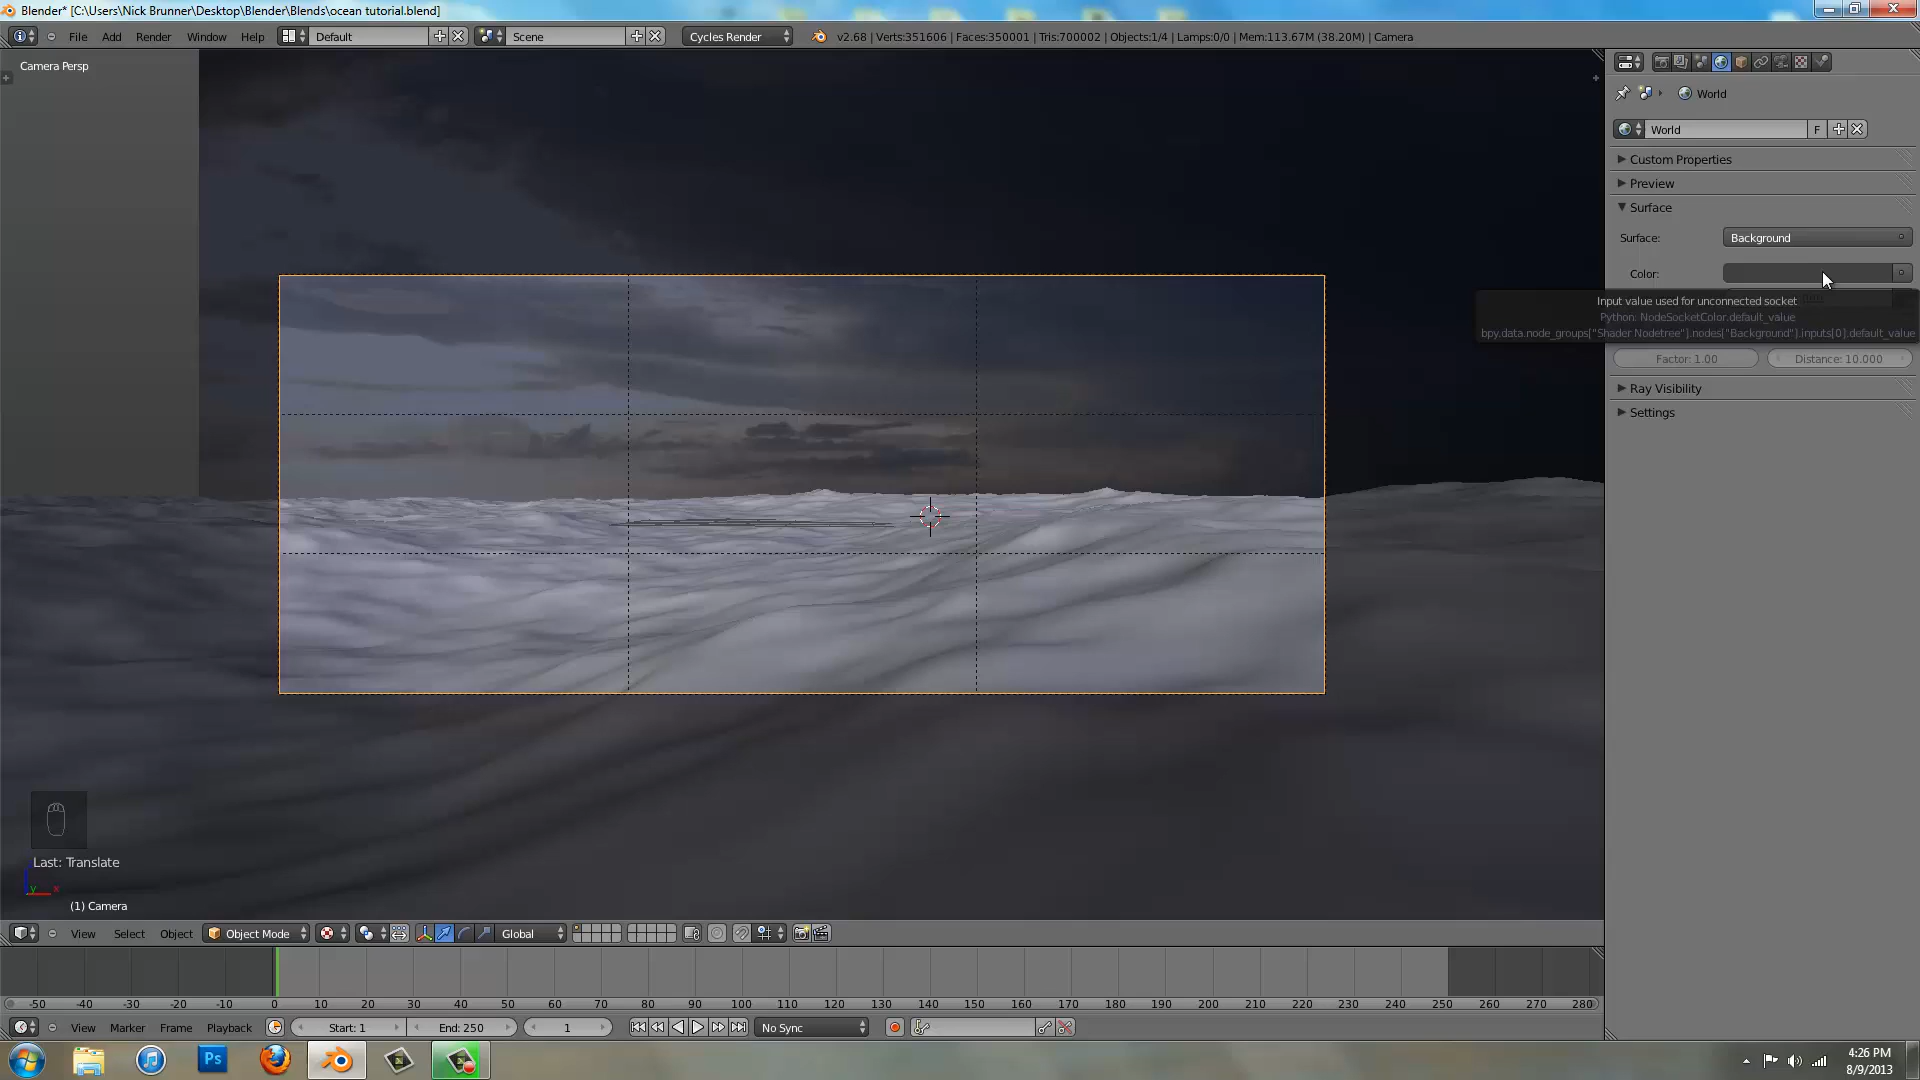 Blender* [C:\Users\Nick Brunner\Desktop\Blender\Blends\ocean tutorial.blend]
File Add Render Window Help Default Scene Cycles Render v2.68 | Verts:351606 | Faces:350001 | Tris:700002 | Objects:1/4 | Lamps:0/0 | Mem:113.67M (38.20M) | Camera
Camera Persp
World
World F
Custom Properties
Preview
Surface
Surface: Background
Color:
Input value used for unconnected socket
Python: NodeSocketColor.default_value
bpy.data.node_groups["Shader Nodetree"].nodes["Background"].inputs[0].default_value
Factor: 1.00 Distance: 10.000
Ray Visibility
Settings
Last: Translate
(1) Camera
View Select Object Object Mode Global
-50 -40 -30 -20 -10 0 10 20 30 40 50 60 70 80 90 100 110 120 130 140 150 160 170 180 190 200 210 220 230 240 250 260 270 280
View Marker Frame Playback Start: 1 End: 250 1 No Sync
Ps
4:26 PM
8/9/2013